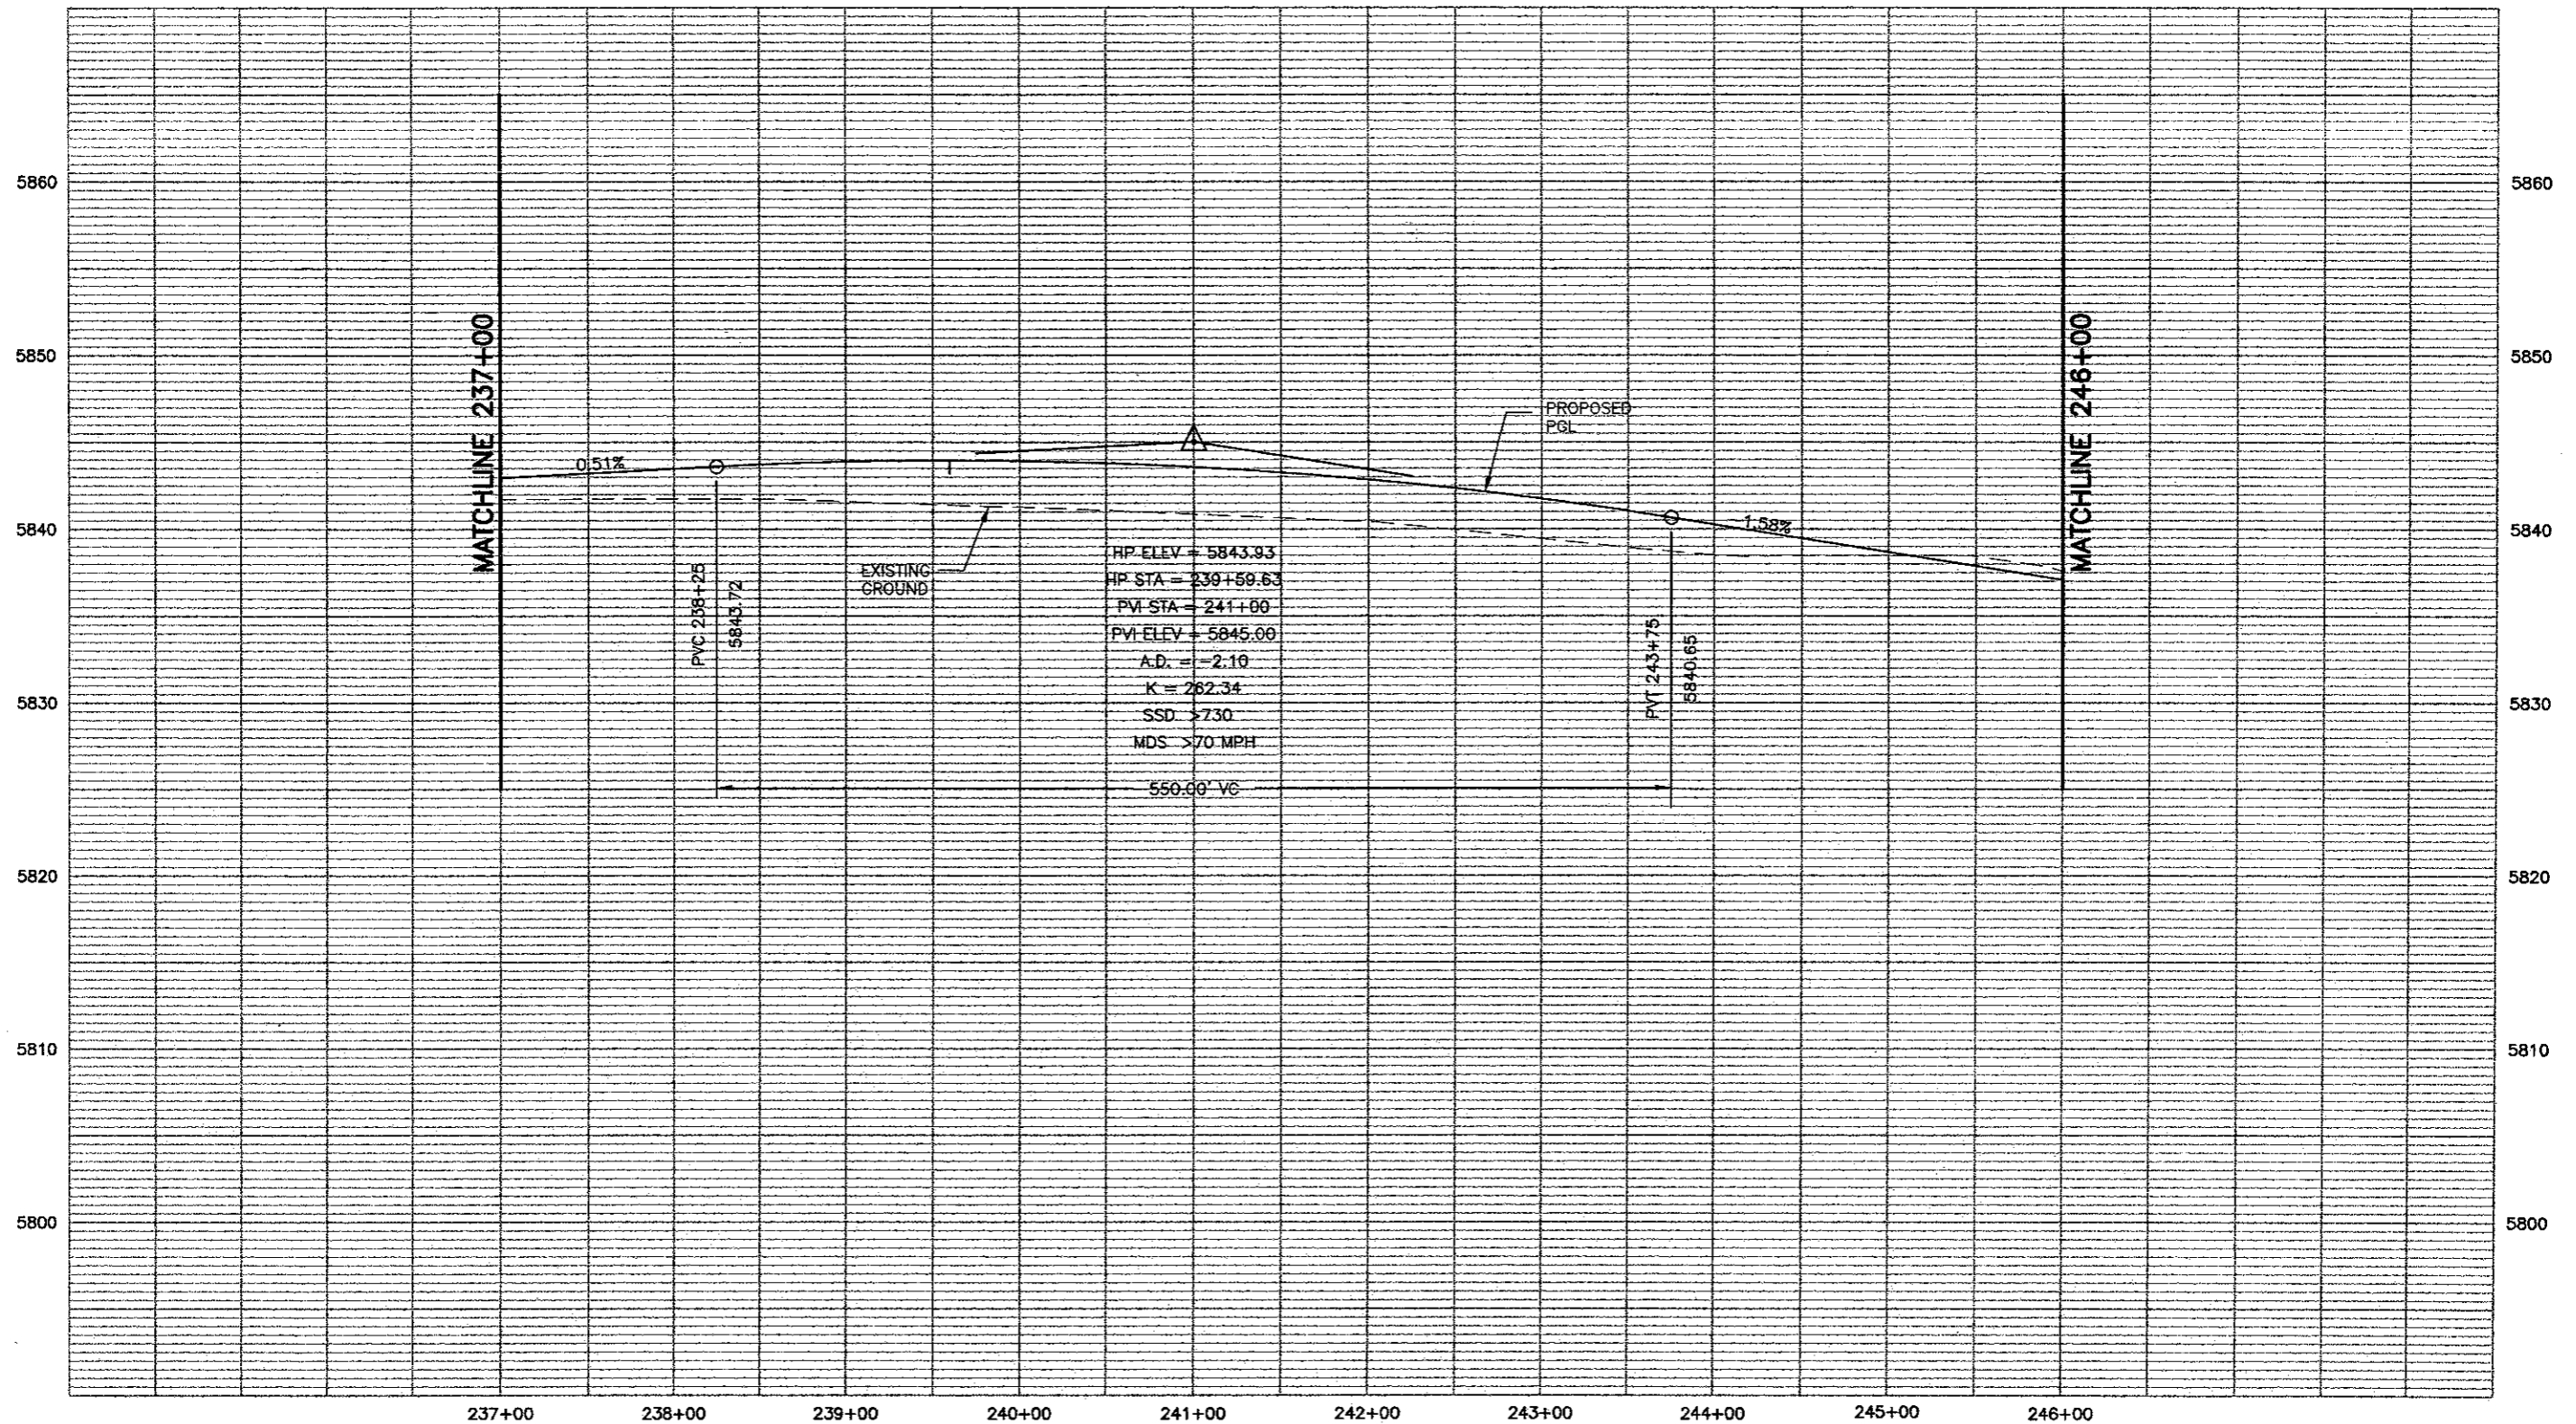 5860
5860
MATCHLINE 237+00
MATCHLINE 246+00
5850
5850
PROPOSED
PGL
0.51%
5840
5840
1.58%
HP ELEV = 5843.93
HP STA = 239+59.63
PVI STA = 241+00
PVI ELEV = 5845.00
A.D. = -2.10
K = 262.34
SSD >730
MDS >70 MPH
EXISTING
GROUND
PVC 238+25
5843.72
PVT 243+75
5840.65
5830
5830
550.00' VC
5820
5820
5810
5810
5800
5800
237+00
238+00
239+00
240+00
241+00
242+00
243+00
244+00
245+00
246+00